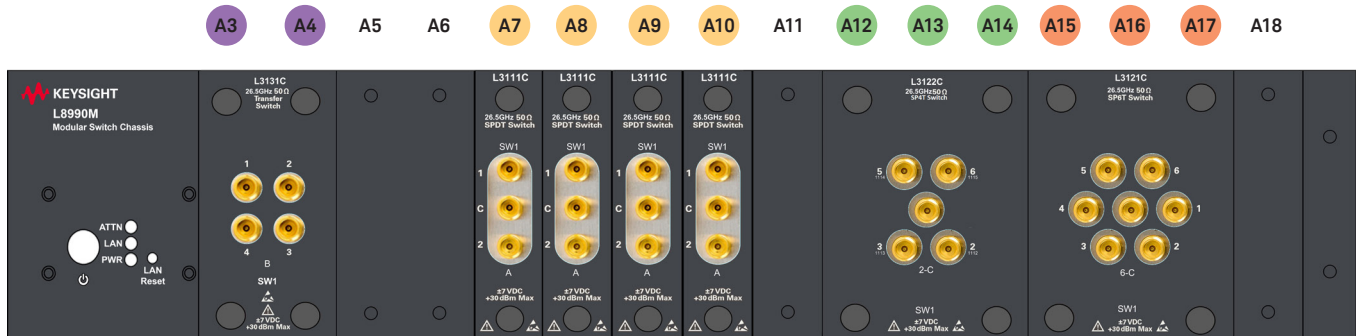 A3 A4 A5 A6 A7 A8 A9 A10 A11 A12 A13 A14 A15 A16 A17 A18
KEYSIGHT
L8990M
Modular Switch Chassis
ATTN
LAN
PWR
LAN
Reset
L3131C
26.5GHz 50Ω
Transfer
Switch
1 2
4 3
B
SW1
±7 VDC
+30 dBm Max
L3111C
26.5GHz 50Ω
SPDT Switch
SW1
1
C
2
A
±7 VDC
+30 dBm Max
L3111C
26.5GHz 50Ω
SPDT Switch
SW1
1
C
2
A
±7 VDC
+30 dBm Max
L3111C
26.5GHz 50Ω
SPDT Switch
SW1
1
C
2
A
±7 VDC
+30 dBm Max
L3111C
26.5GHz 50Ω
SPDT Switch
SW1
1
C
2
A
±7 VDC
+30 dBm Max
L3122C
26.5GHz50Ω
SP4T Switch
5 6
3 2
2-C
SW1
±7 VDC
+30 dBm Max
L3121C
26.5GHz 50Ω
SP6T Switch
5 6
4 1
3 2
6-C
SW1
±7 VDC
+30 dBm Max